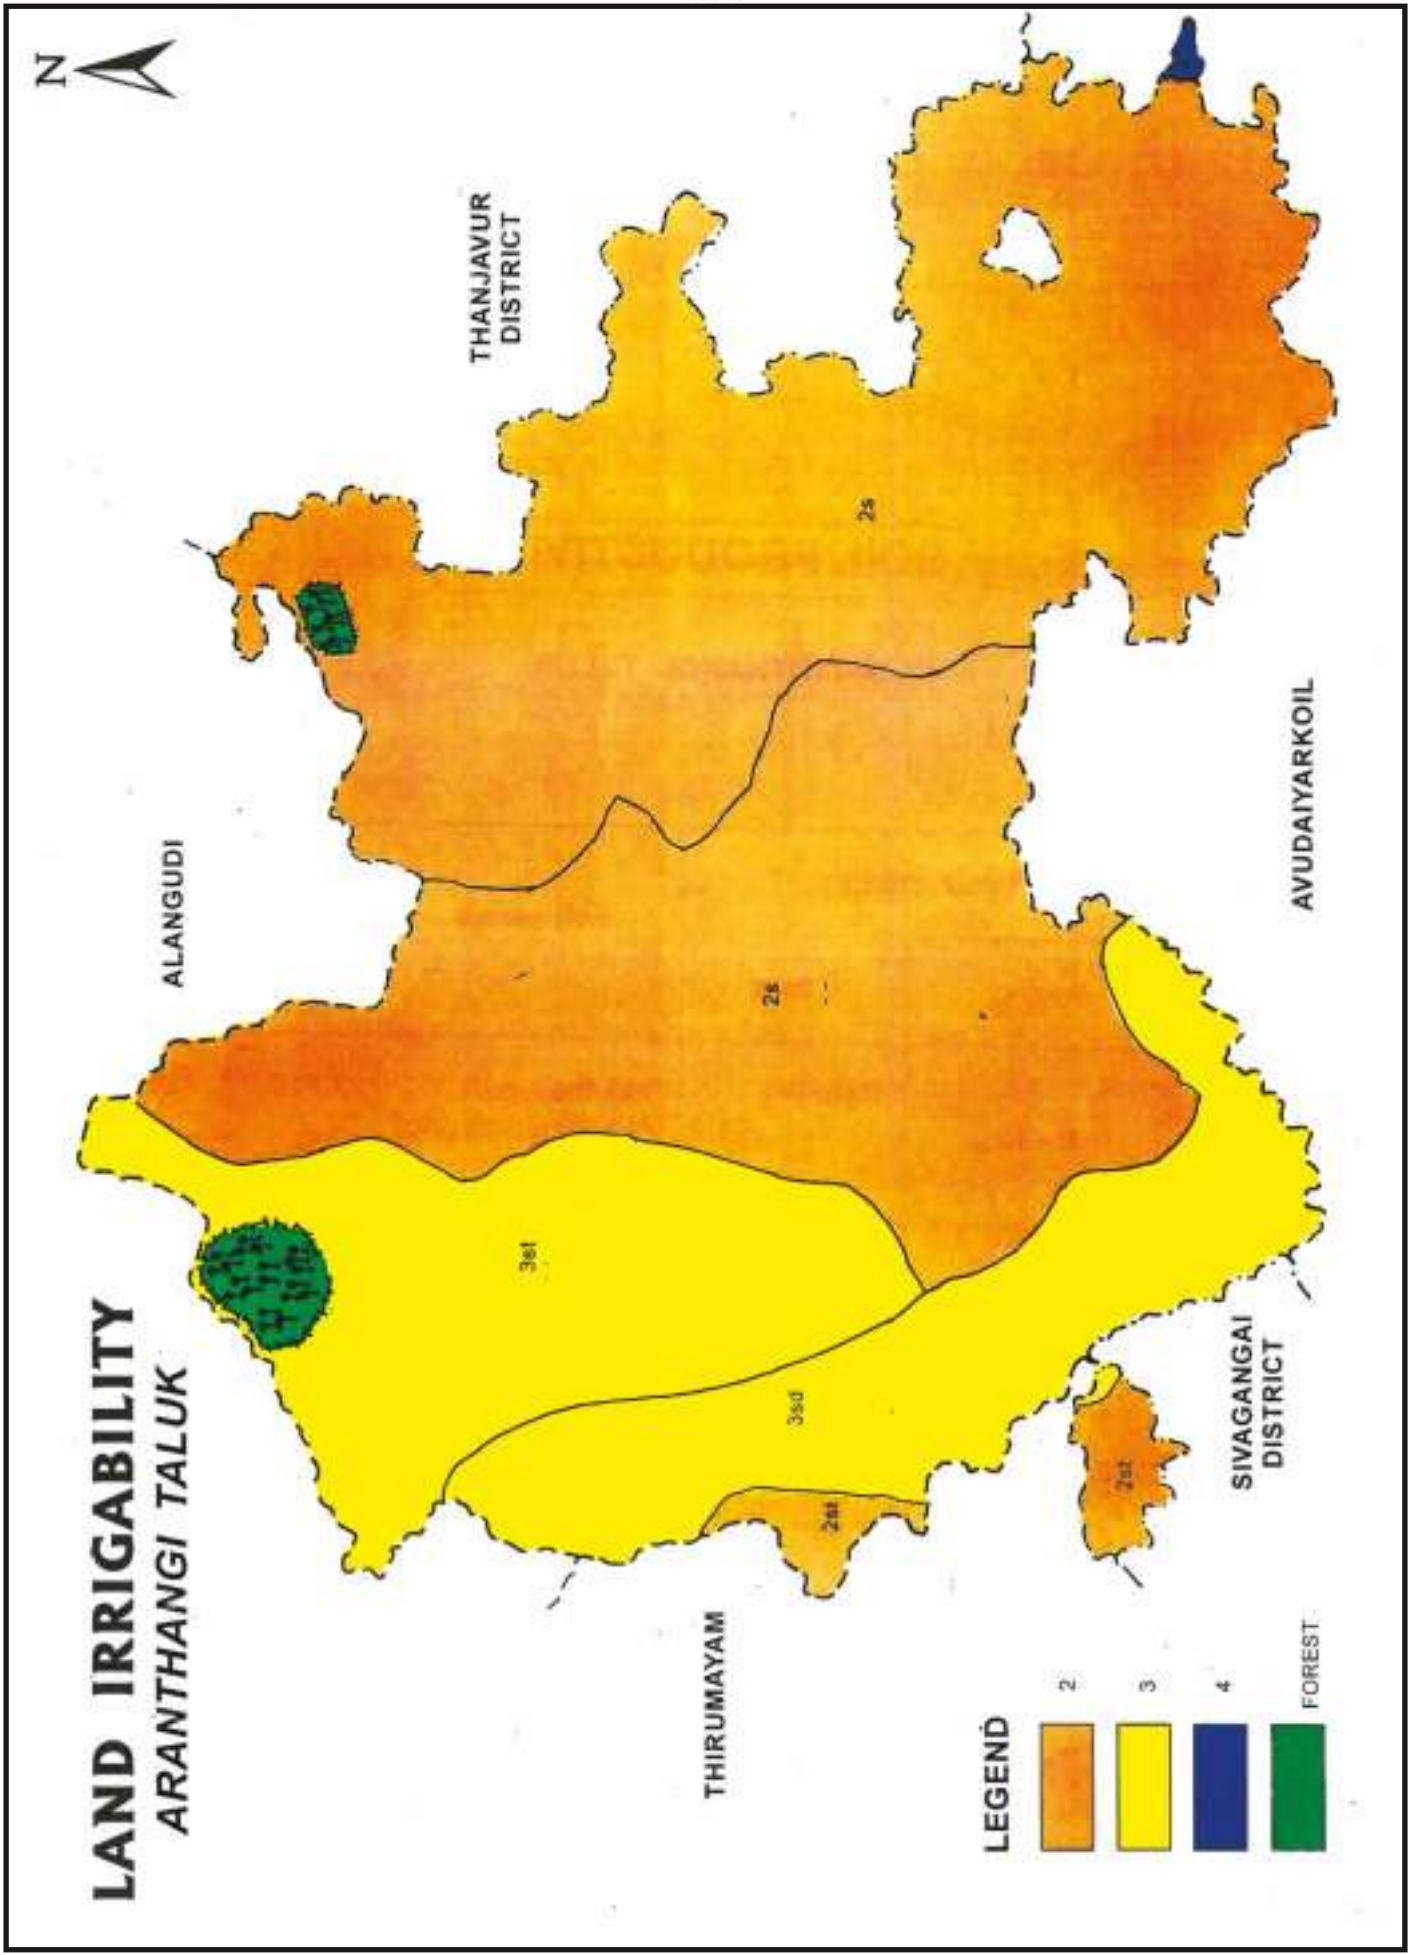 LAND IRRIGABILITY
ARANTHANGI TALUK
N
ALANGUDI
THANJAVUR
DISTRICT
3st
2s
2s
3sd
2st
2st
THIRUMAYAM
SIVAGANGAI
DISTRICT
AVUDAIYARKOIL
LEGEND
2
3
4
FOREST